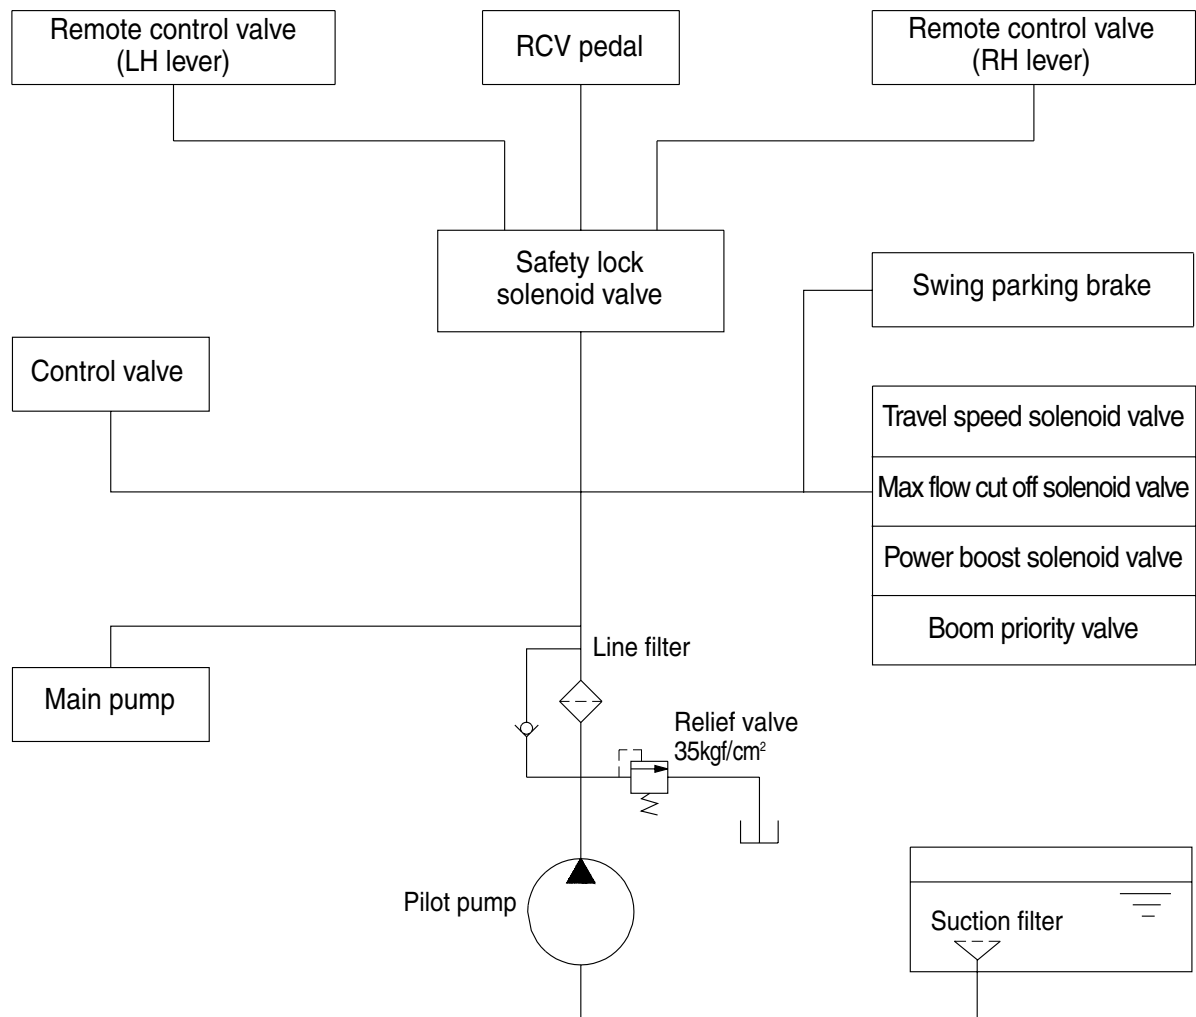 Remote control valve
(LH lever)
RCV pedal
Remote control valve
(RH lever)
Safety lock
solenoid valve
Swing parking brake
Control valve
Travel speed solenoid valve
Max flow cut off solenoid valve
Power boost solenoid valve
Boom priority valve
Line filter
Main pump
Relief valve
35kgf/cm²
Pilot pump
Suction filter